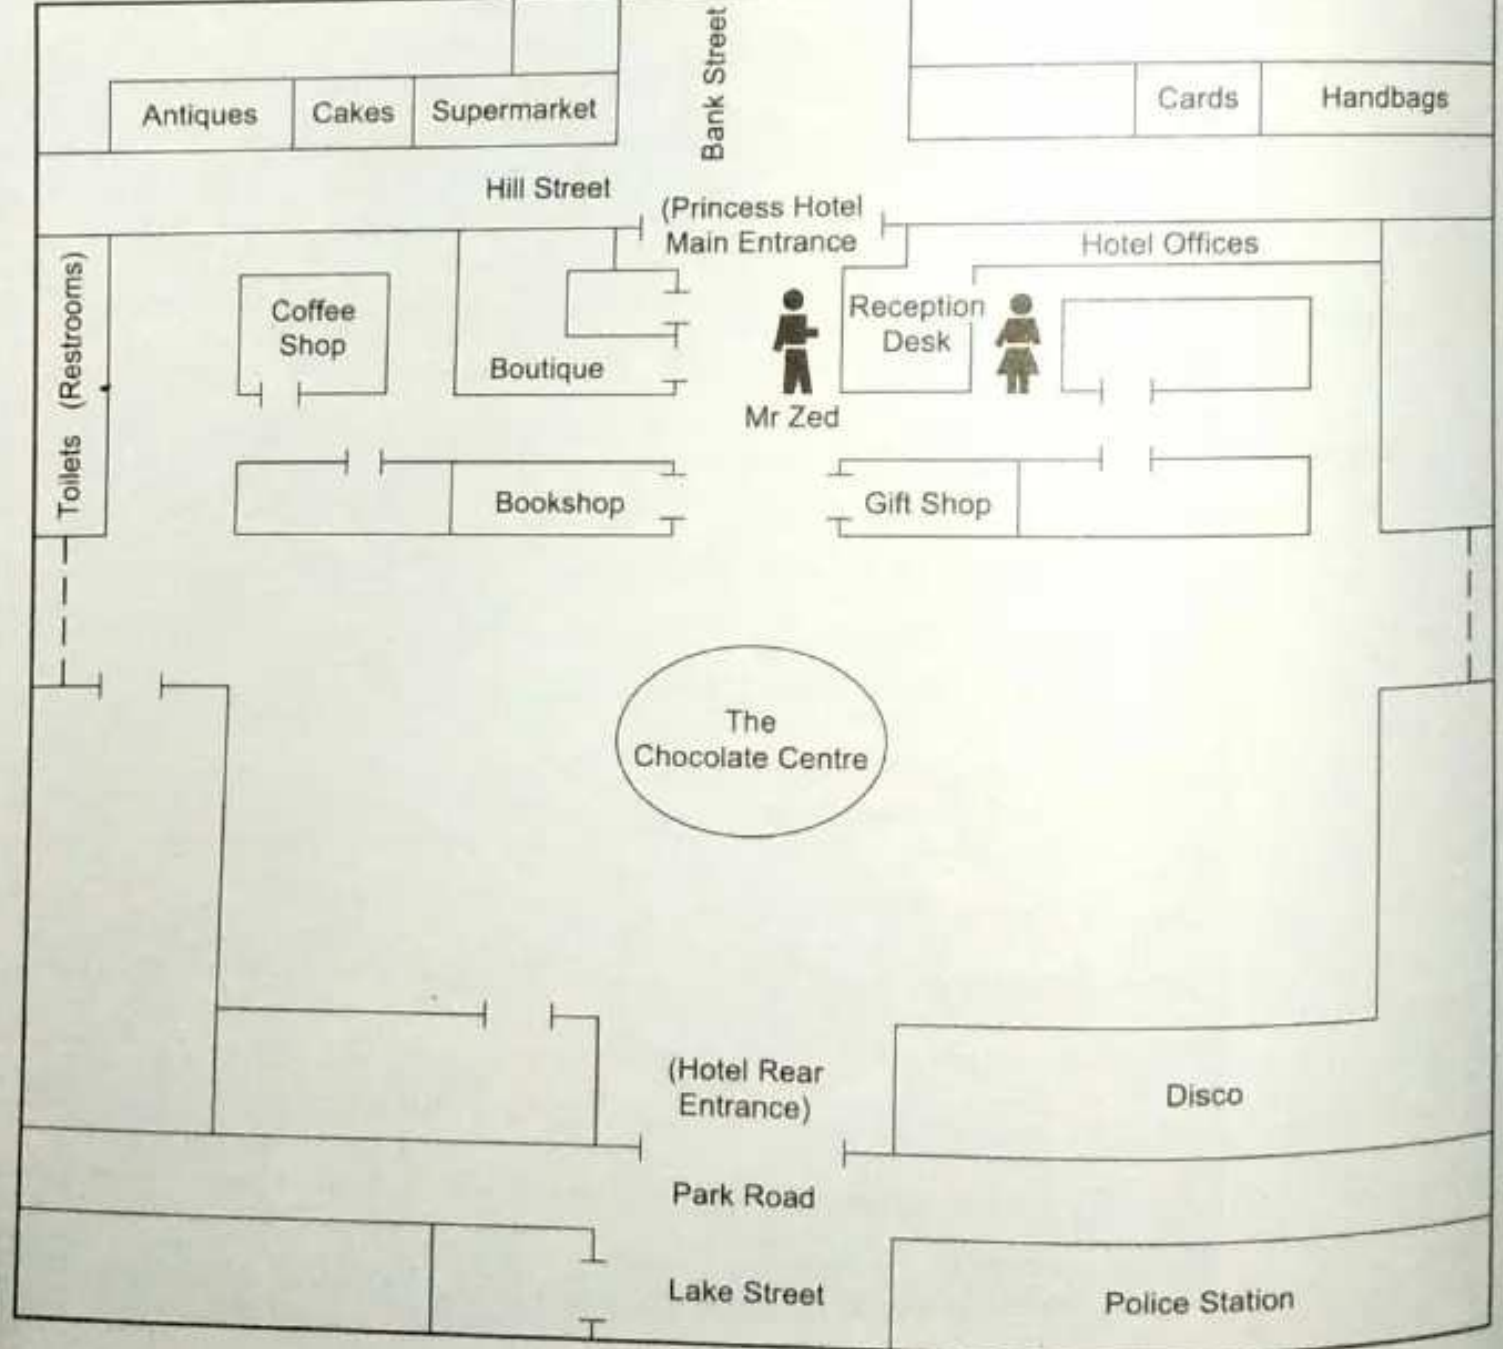 Bank Street
Antiques
Cakes
Supermarket
Cards
Handbags
Hill Street
(Princess Hotel
Main Entrance
Hotel Offices
Toilets (Restrooms)
Coffee
Shop
Boutique
Reception
Desk
Mr Zed
Bookshop
Gift Shop
The
Chocolate Centre
(Hotel Rear
Entrance)
Disco
Park Road
Lake Street
Police Station